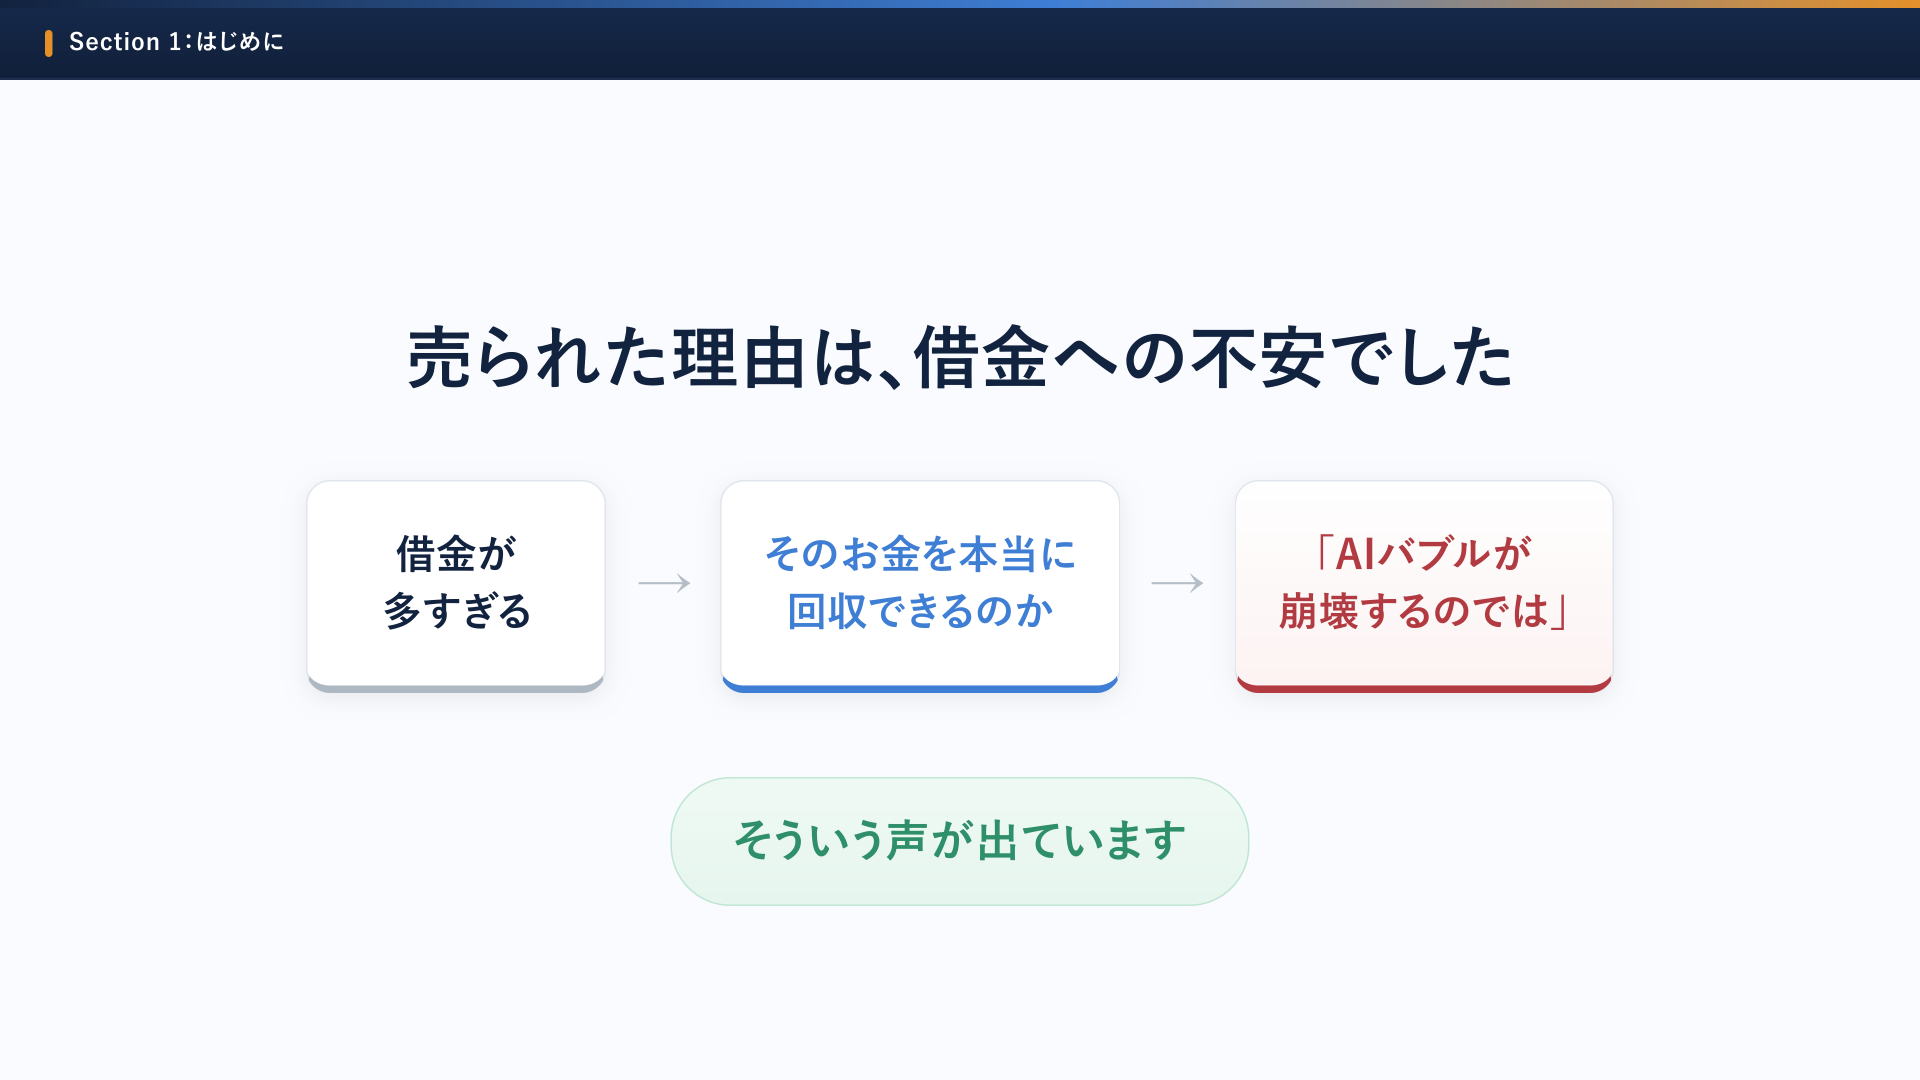 Section 1：はじめに
売られた理由は、借金への不安でした
借金が
多すぎる
そのお金を本当に
回収できるのか
「AIバブルが
崩壊するのでは」
そういう声が出ています